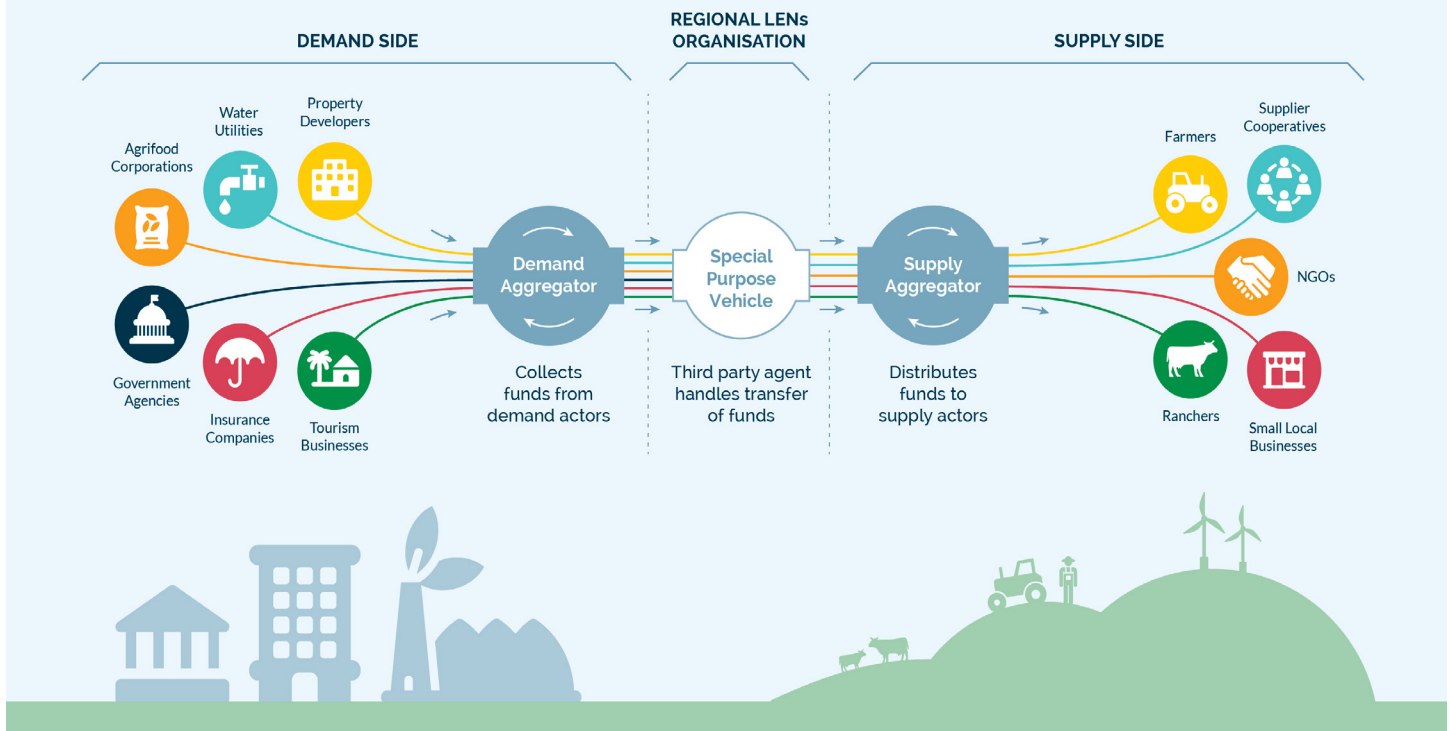 DEMAND SIDE
REGIONAL LENs
ORGANISATION
SUPPLY SIDE
Agrifood
Corporations
Water
Utilities
Property
Developers
Government
Agencies
Insurance
Companies
Tourism
Businesses
Demand
Aggregator
Collects
funds from
demand actors
Special
Purpose
Vehicle
Third party agent
handles transfer
of funds
Supply
Aggregator
Distributes
funds to
supply actors
Farmers
Supplier
Cooperatives
NGOs
Ranchers
Small Local
Businesses